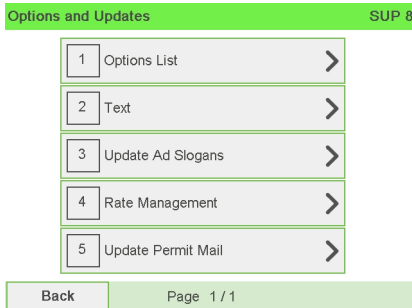 Options and Updates SUP 8
1 Options List
2 Text
3 Update Ad Slogans
4 Rate Management
5 Update Permit Mail
Back Page 1/1